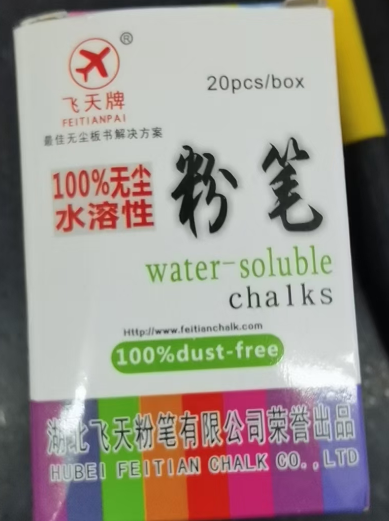 ®
20pcs/box
飞天牌
FEITIANPAI
最佳无尘板书解决方案
100%无尘
水溶性
粉笔
water-soluble
chalks
Http://www.feitianchalk.com
100%dust-free
湖北飞天粉笔有限公司荣誉出品
HUBEI FEITIAN CHALK CO.,LTD